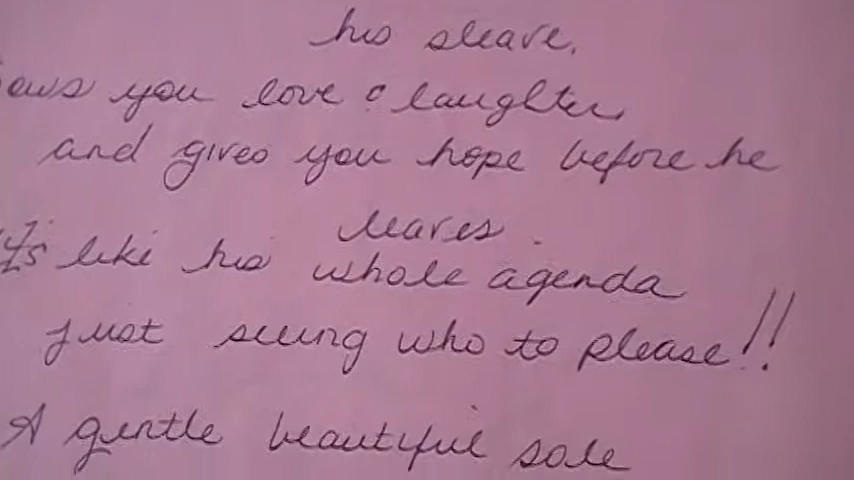 his sleave.
you love & laughter
and gives you hope before he
leaves.
It's like his whole agenda
just seeing who to please!!
A gentle beautiful sole